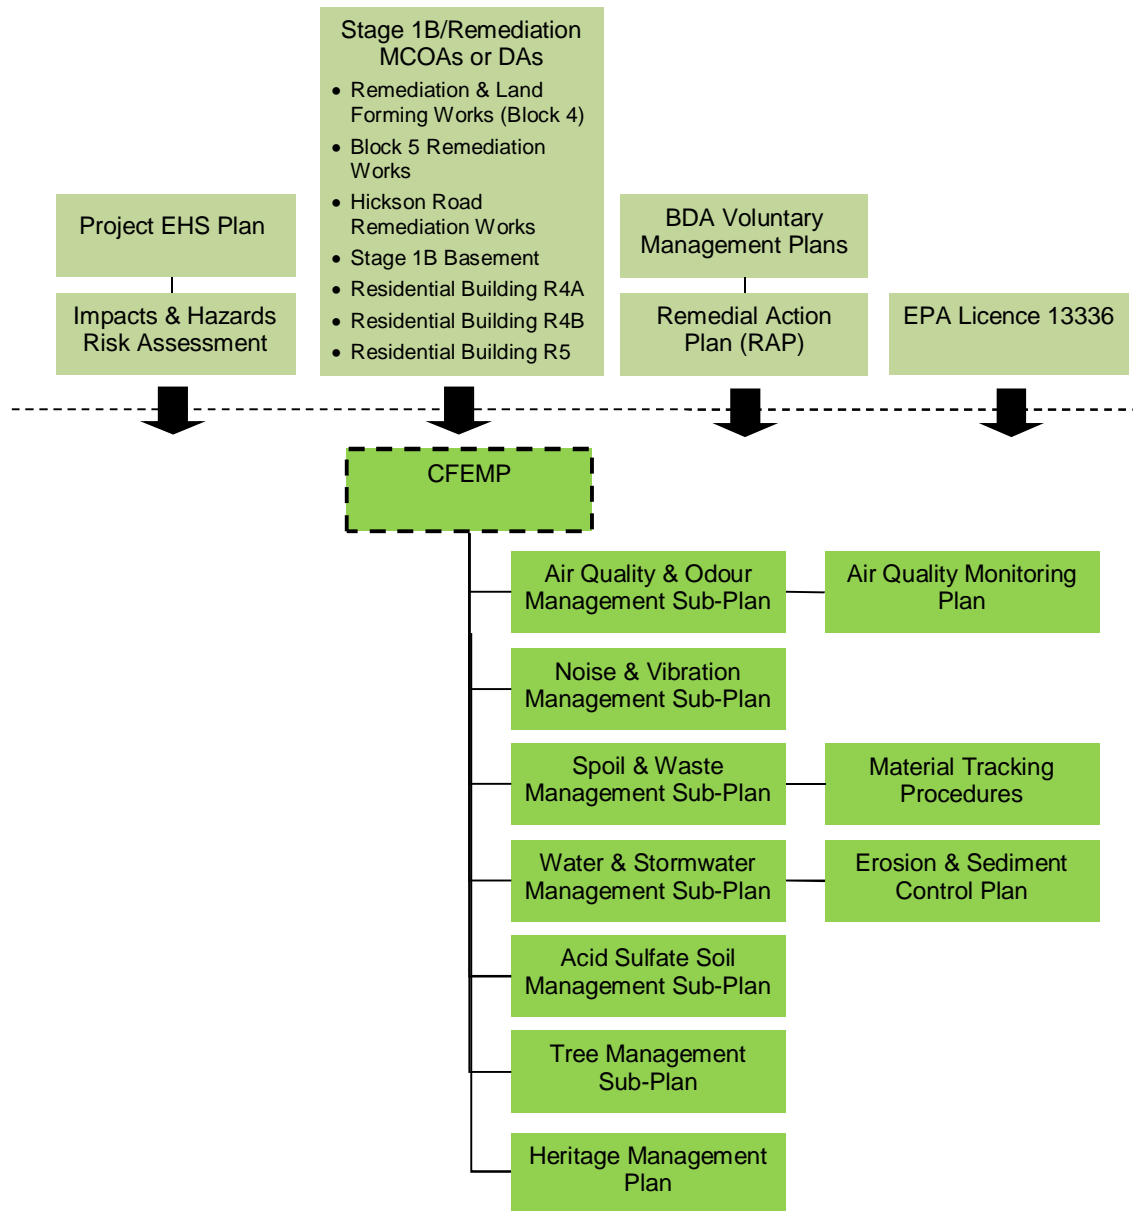 Stage 1B/Remediation
MCOAs or DAs
• Remediation & Land
Forming Works (Block 4)
• Block 5 Remediation
Works
• Hickson Road
Remediation Works
• Stage 1B Basement
• Residential Building R4A
• Residential Building R4B
• Residential Building R5
Project EHS Plan
Impacts & Hazards
Risk Assessment
BDA Voluntary
Management Plans
Remedial Action
Plan (RAP)
EPA Licence 13336
CFEMP
Air Quality & Odour
Management Sub-Plan
Air Quality Monitoring
Plan
Noise & Vibration
Management Sub-Plan
Spoil & Waste
Management Sub-Plan
Material Tracking
Procedures
Water & Stormwater
Management Sub-Plan
Erosion & Sediment
Control Plan
Acid Sulfate Soil
Management Sub-Plan
Tree Management
Sub-Plan
Heritage Management
Plan